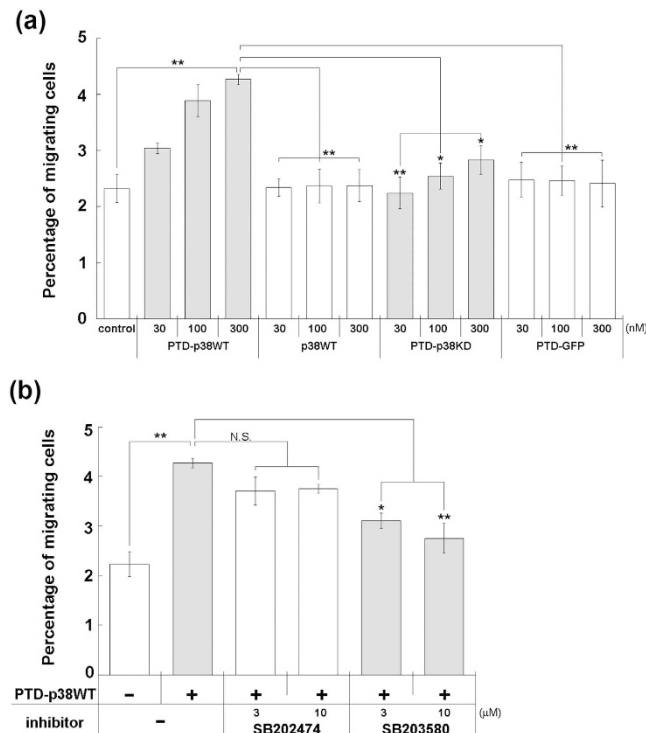 (a)
Percentage of migrating cells
5
4
3
2
1
0
**
**
**
*
*
**
control
30 100 300 30 100 300 30 100 300 30 100 300 (nM)
PTD-p38WT p38WT PTD-p38KD PTD-GFP
(b)
Percentage of migrating cells
5
4
3
2
1
0
**
N.S.
*
**
PTD-p38WT − + + + + +
inhibitor − 3 10 3 10 (μM)
SB202474 SB203580